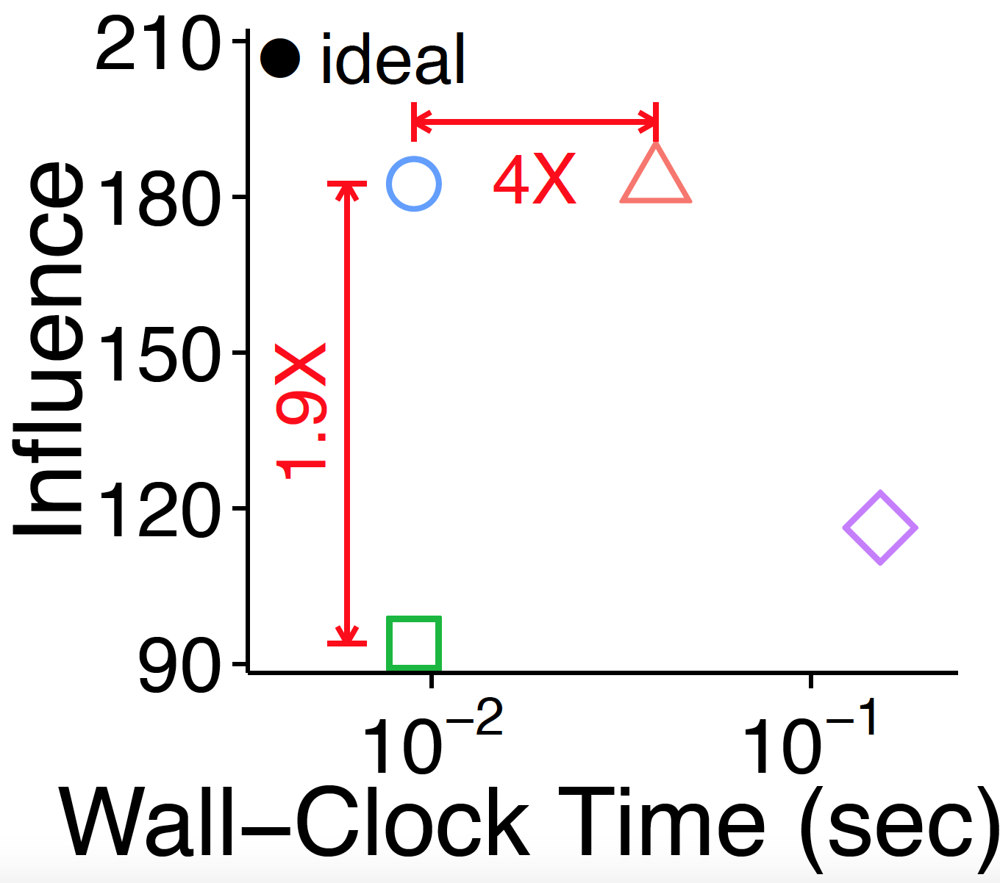 210
ideal
4X
180
Influence
150
1.9X
120
90
10−2
10−1
Wall−Clock Time (sec)